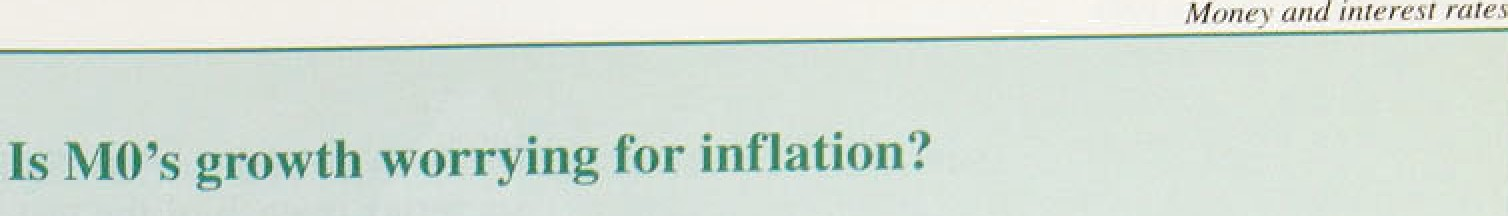 Money and interest rates
Is M0's growth worrying for inflation?